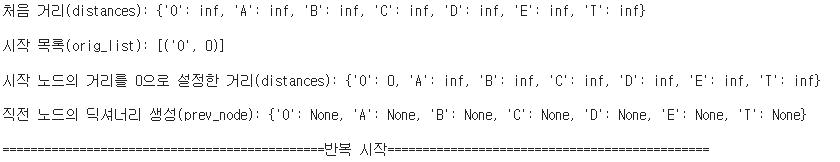 처음 거리(distances): {'O': inf, 'A': inf, 'B': inf, 'C': inf, 'D': inf, 'E': inf, 'T': inf}
시작 목록(orig_list): [('O', 0)]
시작 노드의 거리를 0으로 설정한 거리(distances): {'O': 0, 'A': inf, 'B': inf, 'C': inf, 'D': inf, 'E': inf, 'T': inf}
직전 노드의 딕셔너리 생성(prev_node): {'O': None, 'A': None, 'B': None, 'C': None, 'D': None, 'E': None, 'T': None}
==============================================반복 시작==============================================